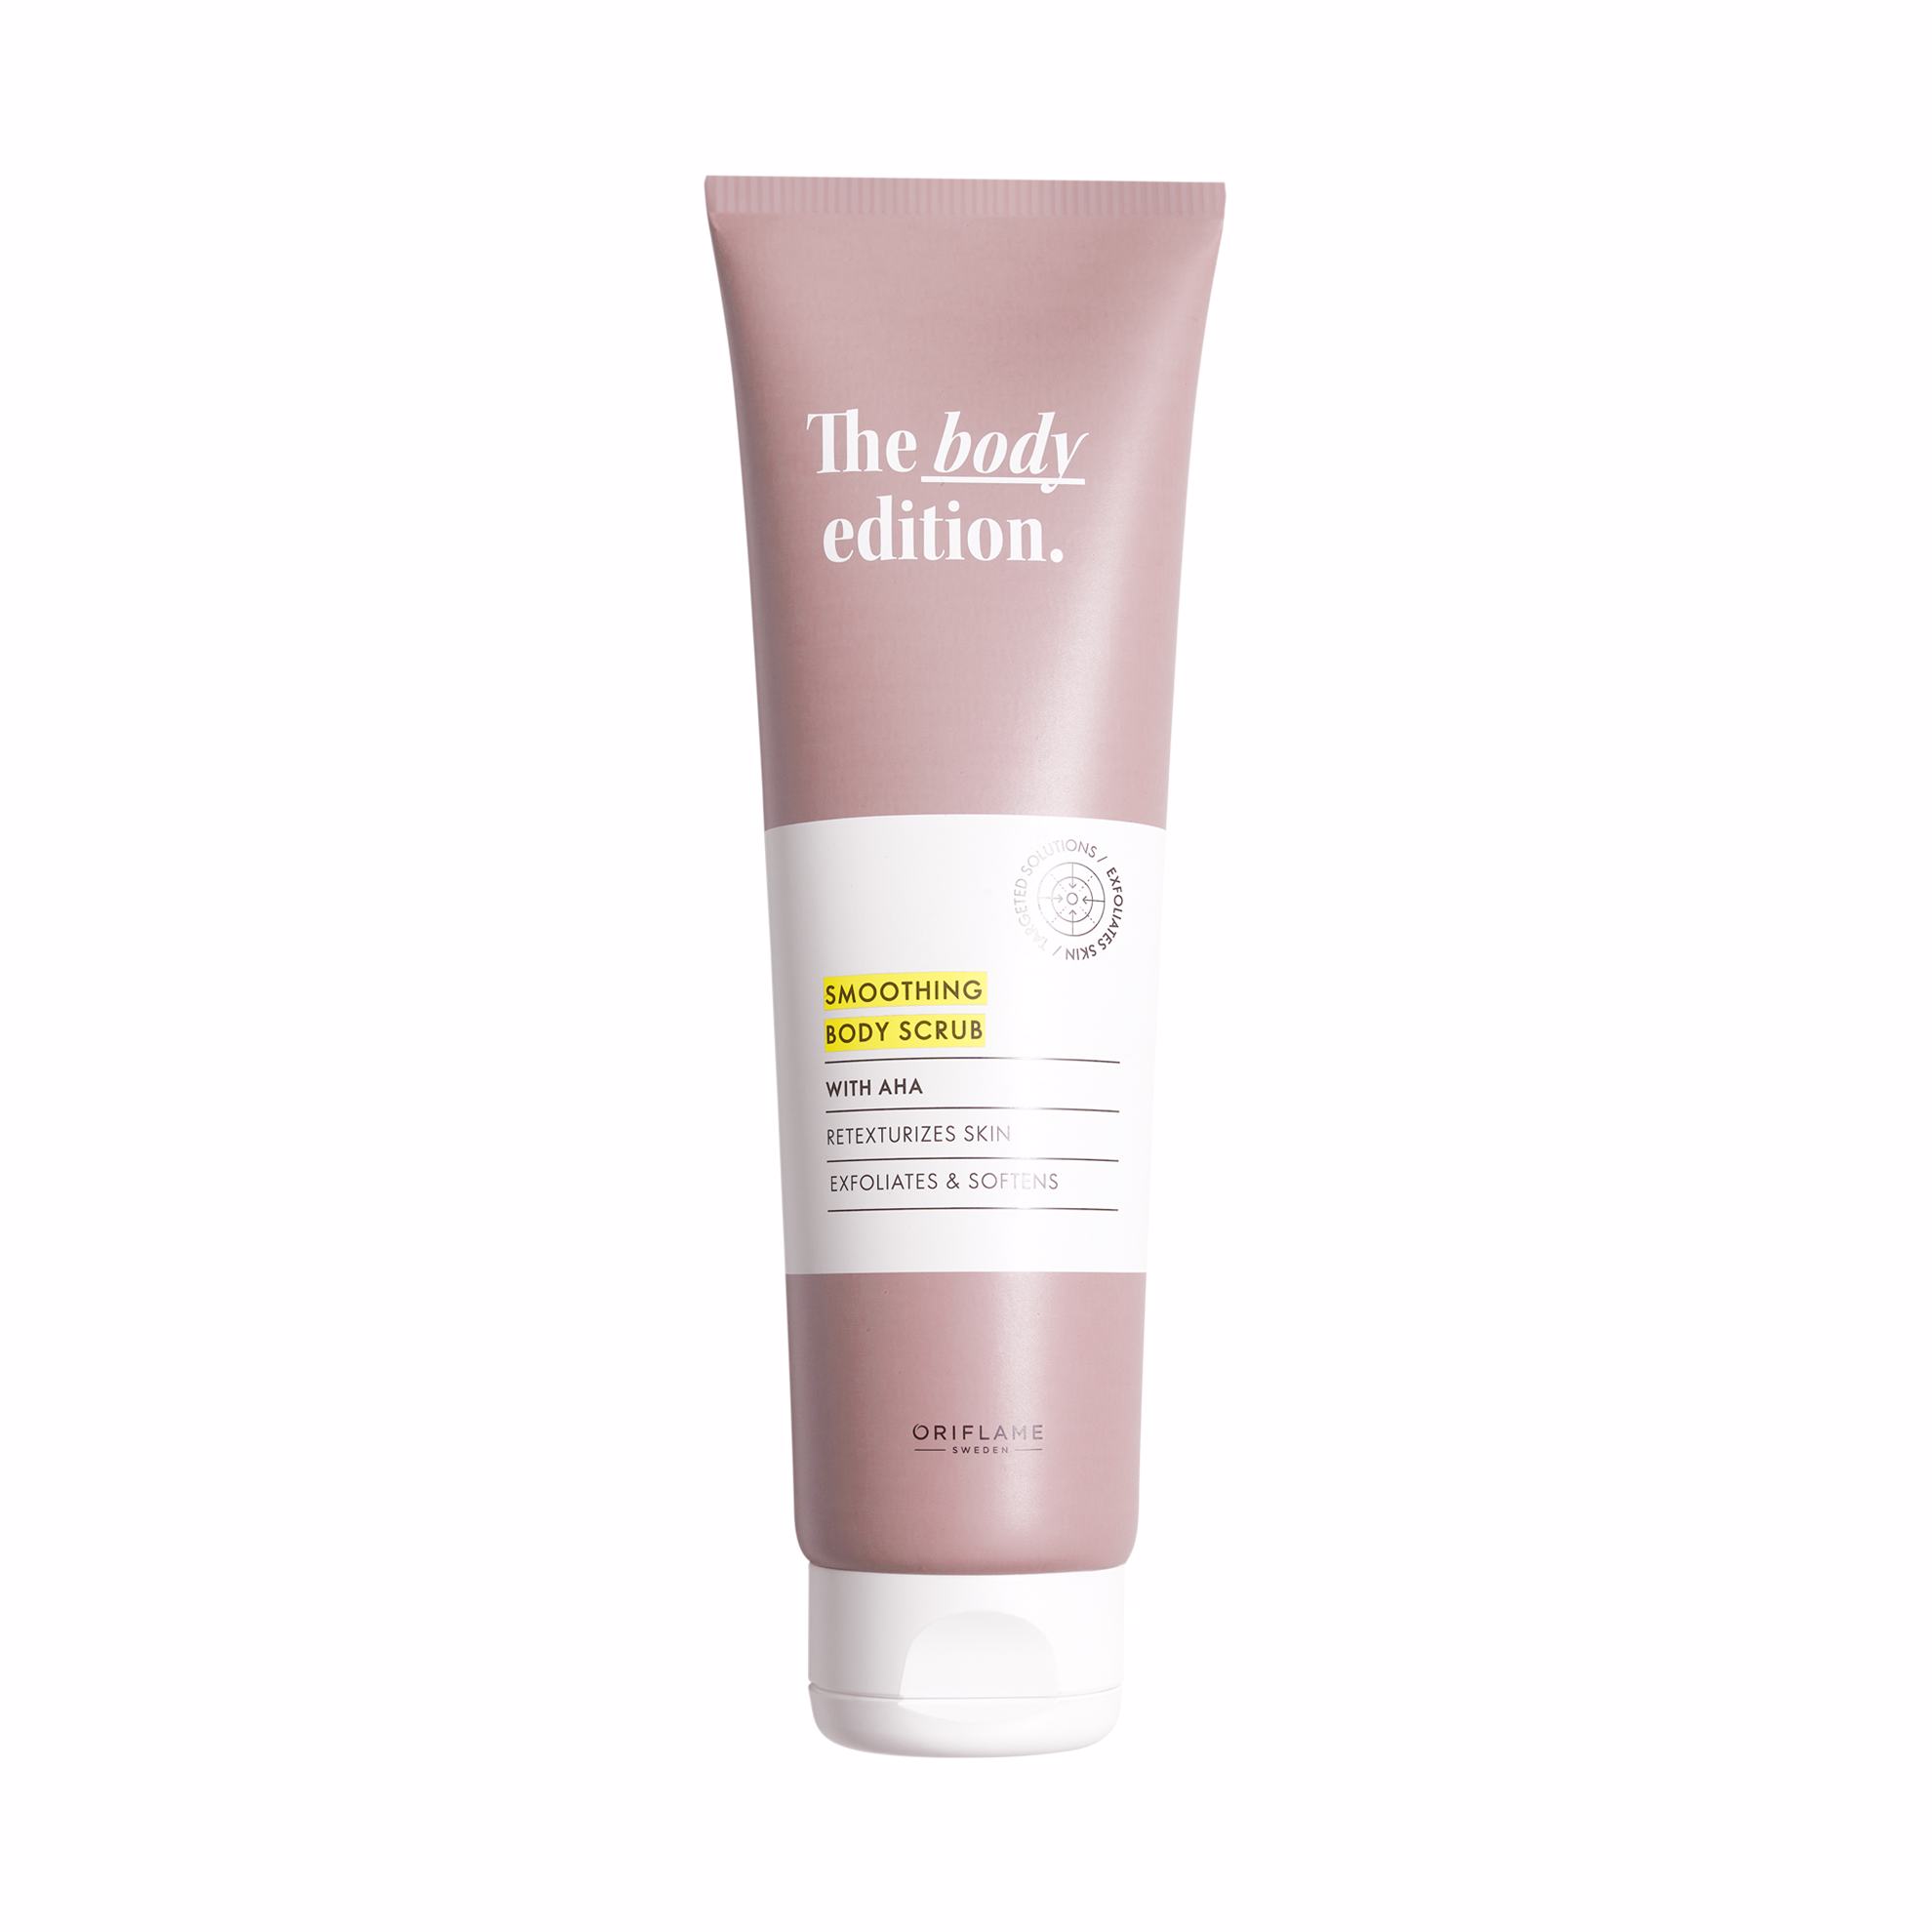 The body
edition.
TARGETED SOLUTIONS / EXFOLIATES SKIN /
SMOOTHING
BODY SCRUB
WITH AHA
RETEXTURIZES SKIN
EXFOLIATES & SOFTENS
ORIFLAME
SWEDEN